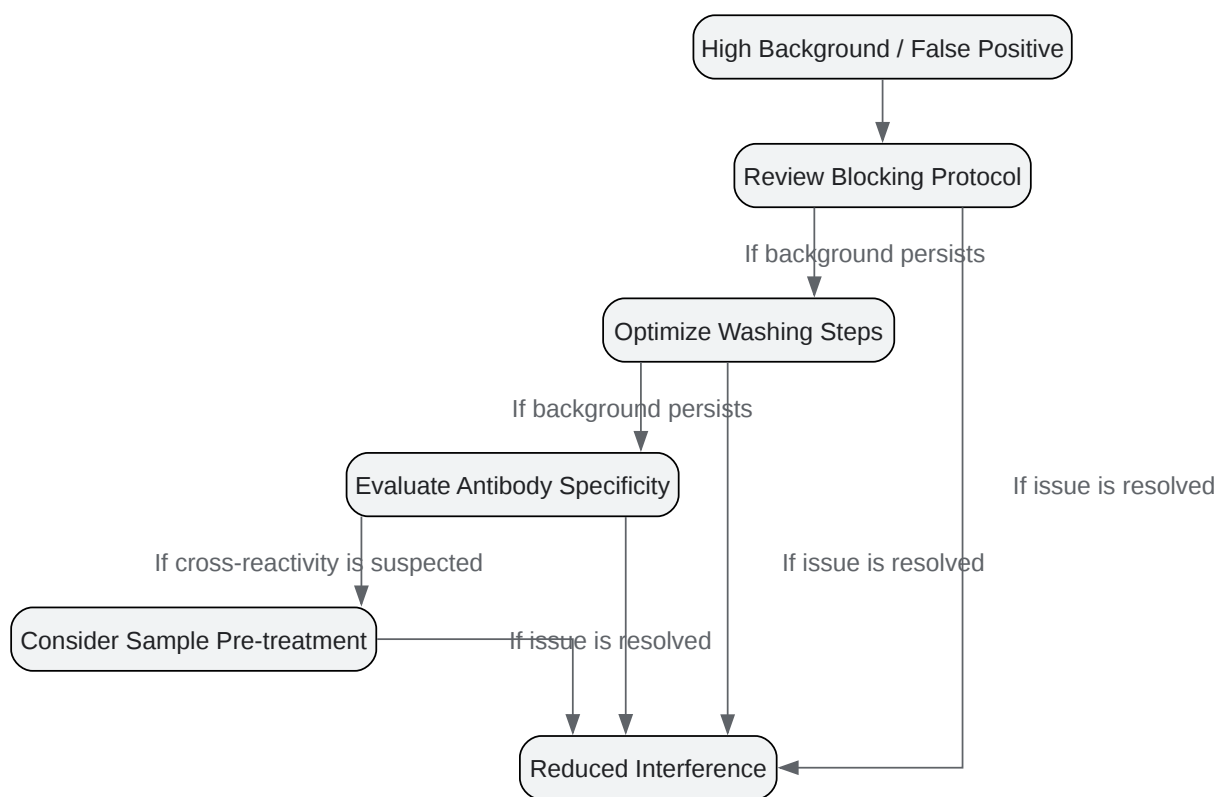 High Background / False Positive
Review Blocking Protocol
If background persists
Optimize Washing Steps
If background persists
Evaluate Antibody Specificity
If issue is resolved
If cross-reactivity is suspected
If issue is resolved
Consider Sample Pre-treatment
If issue is resolved
Reduced Interference